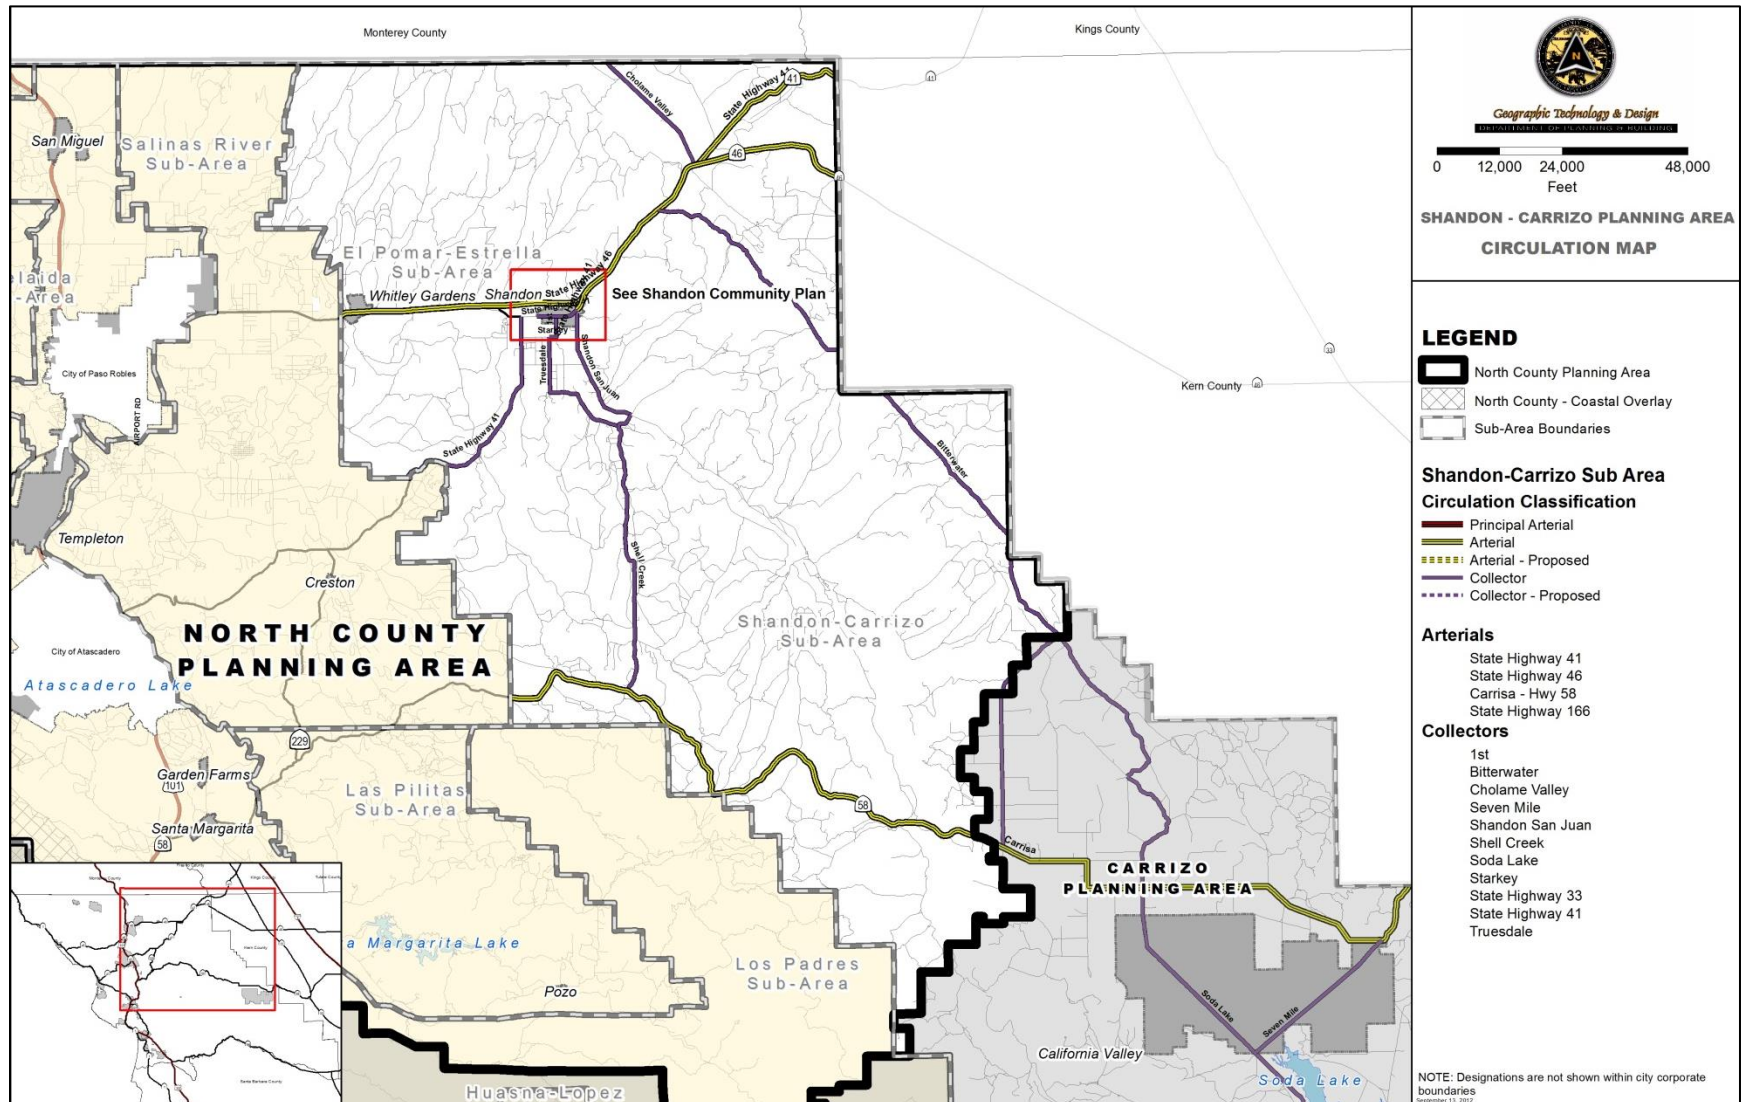 Monterey County
Kings County
Cholame Valley
State Highway 41
41
41
46
46
San Miguel
Salinas River
Sub-Area
El Pomar-Estrella
Sub-Area
elaida
-Area
Whitley Gardens
Shandon
State Highway 46
See Shandon Community Plan
Truesdale
Shandon San Juan
City of Paso Robles
AIRPORT RD
State Highway 41
33
Kern County
Bitterwater
Templeton
Creston
Shell Creek
Shandon-Carrizo
Sub-Area
NORTH COUNTY
PLANNING AREA
City of Atascadero
Atascadero Lake
229
Garden Farms
101
Las Pilitas
Sub-Area
Santa Margarita
58
58
Carrisa
CARRIZO
PLANNING AREA
a Margarita Lake
Los Padres
Sub-Area
Pozo
Soda Lake
Seven Mile
California Valley
Soda Lake
Huasna-Lopez
Geographic Technology & Design
DEPARTMENT OF PLANNING & BUILDING
0 12,000 24,000 48,000
Feet
SHANDON - CARRIZO PLANNING AREA
CIRCULATION MAP
LEGEND
North County Planning Area
North County - Coastal Overlay
Sub-Area Boundaries
Shandon-Carrizo Sub Area
Circulation Classification
Principal Arterial
Arterial
Arterial - Proposed
Collector
Collector - Proposed
Arterials
State Highway 41
State Highway 46
Carrisa - Hwy 58
State Highway 166
Collectors
1st
Bitterwater
Cholame Valley
Seven Mile
Shandon San Juan
Shell Creek
Soda Lake
Starkey
State Highway 33
State Highway 41
Truesdale
NOTE: Designations are not shown within city corporate
boundaries
September 13, 2012